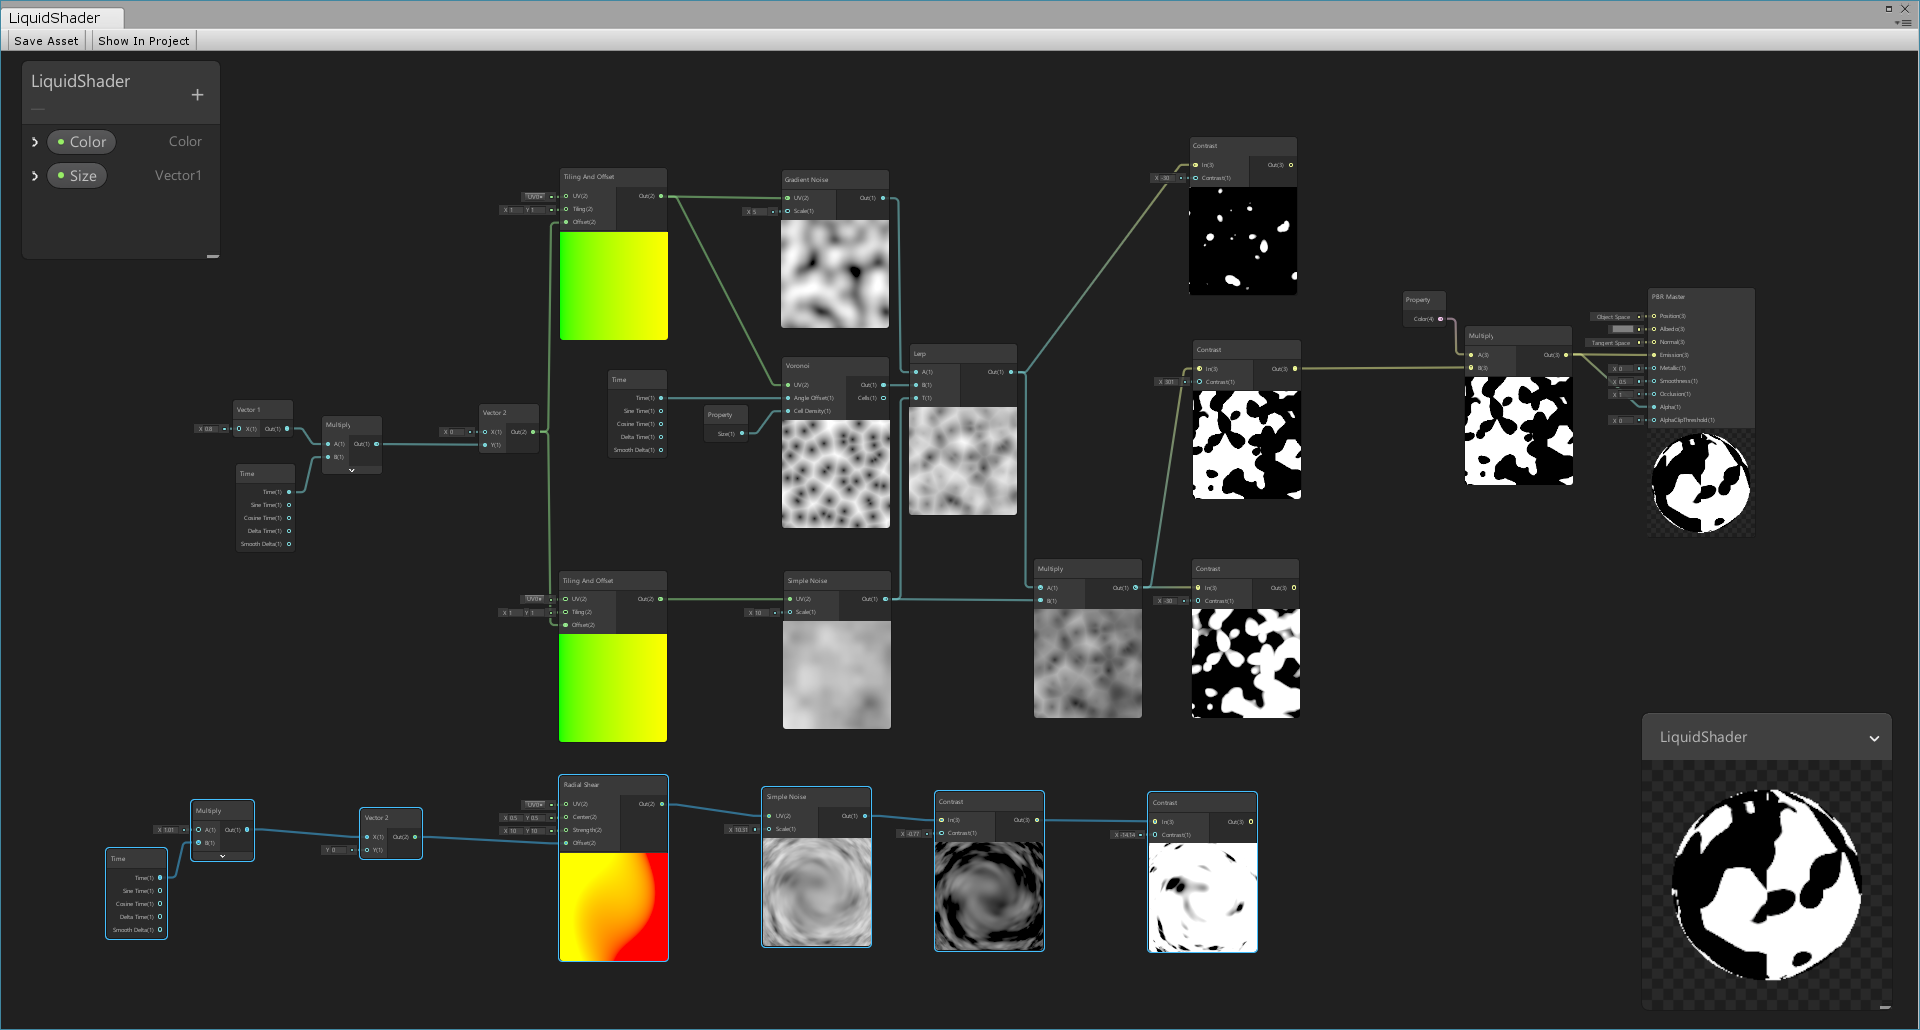 LiquidShader
Save Asset
Show In Project
LiquidShader
Color Color
Size Vector1
Vector 1
X 0.8
X(1) Out(1)
Time
Time(1)
Sine Time(1)
Cosine Time(1)
Delta Time(1)
Smooth Delta(1)
Multiply
A(1) Out(1)
B(1)
Vector 2
X 0
X(1) Out(2)
Y(1)
Tiling And Offset
UV0
UV(2) Out(2)
X 1 Y 1
Tiling(2)
Offset(2)
Gradient Noise
UV(2) Out(1)
X 5
Scale(1)
Time
Time(1)
Sine Time(1)
Cosine Time(1)
Delta Time(1)
Smooth Delta(1)
Property
Size(1)
Voronoi
UV(2) Out(1)
Angle Offset(1) Cells(1)
Cell Density(1)
Lerp
A(1) Out(1)
B(1)
T(1)
Tiling And Offset
UV0
UV(2) Out(2)
X 1 Y 1
Tiling(2)
Offset(2)
Simple Noise
UV(2) Out(1)
X 10
Scale(1)
Multiply
A(1) Out(1)
B(1)
Contrast
In(3) Out(3)
X -30
Contrast(1)
Contrast
In(3) Out(3)
X 301
Contrast(1)
Contrast
In(3) Out(3)
X -30
Contrast(1)
Property
Color(4)
Multiply
A(3) Out(3)
B(3)
PBR Master
Object Space
Position(3)
Albedo(3)
Tangent Space
Normal(3)
Emission(3)
X 0
Metallic(1)
X 0.5
Smoothness(1)
X 1
Occlusion(1)
Alpha(1)
X 0
AlphaClipThreshold(1)
Time
Time(1)
Sine Time(1)
Cosine Time(1)
Delta Time(1)
Smooth Delta(1)
Multiply
X 1.01
A(1) Out(1)
B(1)
Vector 2
X(1) Out(2)
Y 0
Y(1)
Radial Shear
UV0
UV(2) Out(2)
X 0.5 Y 0.5
Center(2)
X 10 Y 10
Strength(2)
Offset(2)
Simple Noise
UV(2) Out(1)
X 10.51
Scale(1)
Contrast
In(3) Out(3)
X -0.77
Contrast(1)
Contrast
In(3) Out(3)
X -14.14
Contrast(1)
LiquidShader